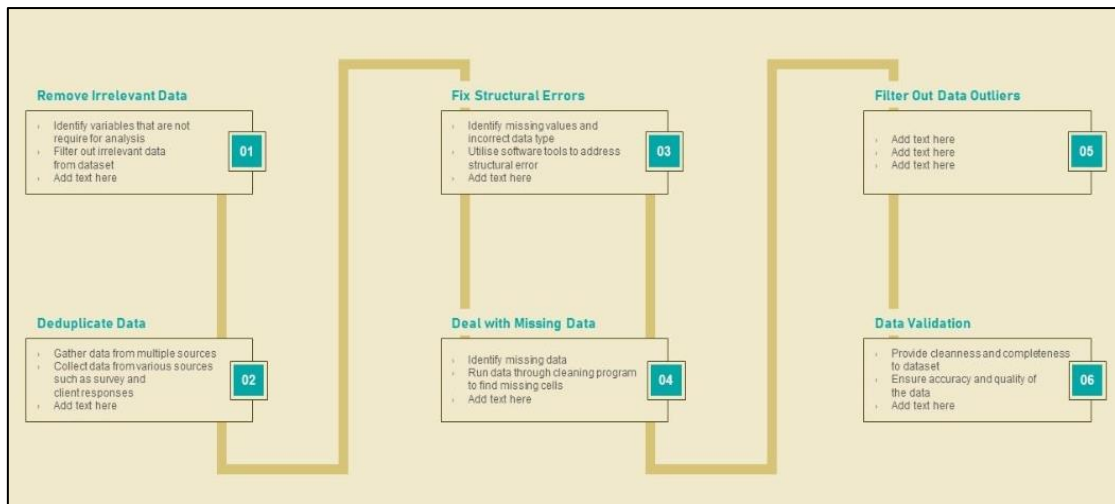 Remove Irrelevant Data
› Identify variables that are not
require for analysis
› Filter out irrelevant data
from dataset
› Add text here
01
Deduplicate Data
› Gather data from multiple sources
› Collect data from various sources
such as survey and
client responses
› Add text here
02
Fix Structural Errors
› Identify missing values and
incorrect data type
› Utilise software tools to address
structural error
› Add text here
03
Deal with Missing Data
› Identify missing data
› Run data through cleaning program
to find missing cells
› Add text here
04
Filter Out Data Outliers
› Add text here
› Add text here
› Add text here
05
Data Validation
› Provide cleanness and completeness
to dataset
› Ensure accuracy and quality of
the data
› Add text here
06